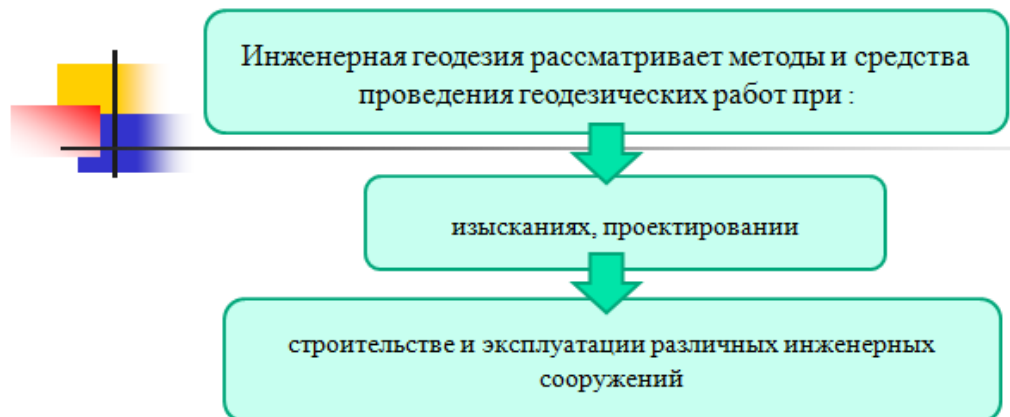 Инженерная геодезия рассматривает методы и средства
проведения геодезических работ при :
изысканиях, проектировании
строительстве и эксплуатации различных инженерных
сооружений